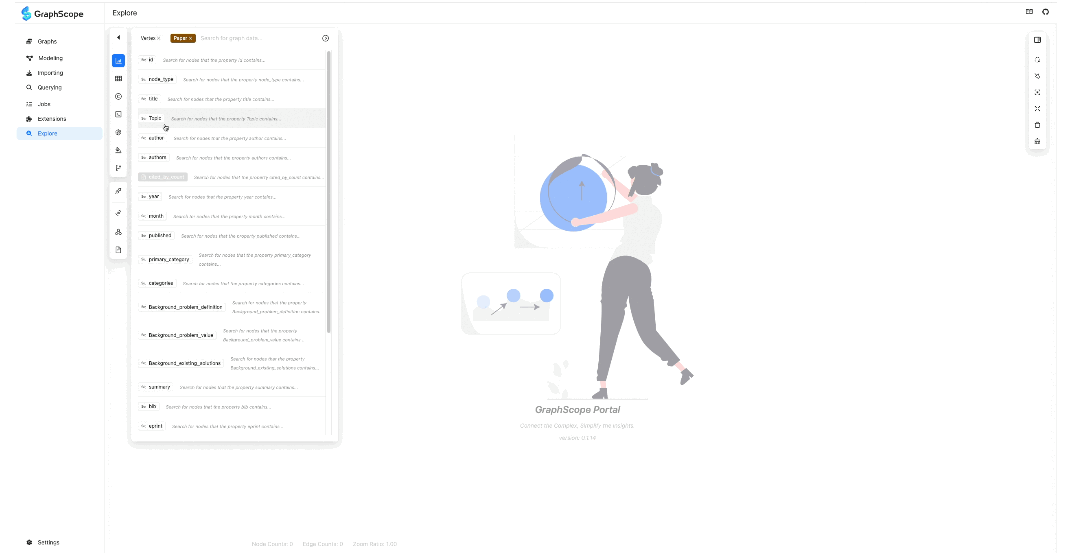 GraphScope
Explore
Graphs
Modeling
Importing
Querying
Jobs
Extensions
Explore
Settings
Vertex × Paper × Search for graph data...
id Search for nodes that the property id contains...
node_type Search for nodes that the property node_type contains...
title Search for nodes that the property title contains...
Topic Search for nodes that the property Topic contains...
author Search for nodes that the property author contains...
authors Search for nodes that the property authors contains...
cited_by_count Search for nodes that the property cited_by_count contains...
year Search for nodes that the property year contains...
month Search for nodes that the property month contains...
published Search for nodes that the property published contains...
primary_category Search for nodes that the property primary_category
contains...
categories Search for nodes that the property categories contains...
Background_problem_definition Search for nodes that the property
Background_problem_definition contains...
Background_problem_value Search for nodes that the property
Background_problem_value contains...
Background_existing_solutions Search for nodes that the property
Background_existing_solutions contains...
summary Search for nodes that the property summary contains...
bib Search for nodes that the property bib contains...
eprint Search for nodes that the property eprint contains...
GraphScope Portal
Connect the Complex, Simplify the Insights.
Node Counts: 0 Edge Counts: 0 Zoom Ratio: